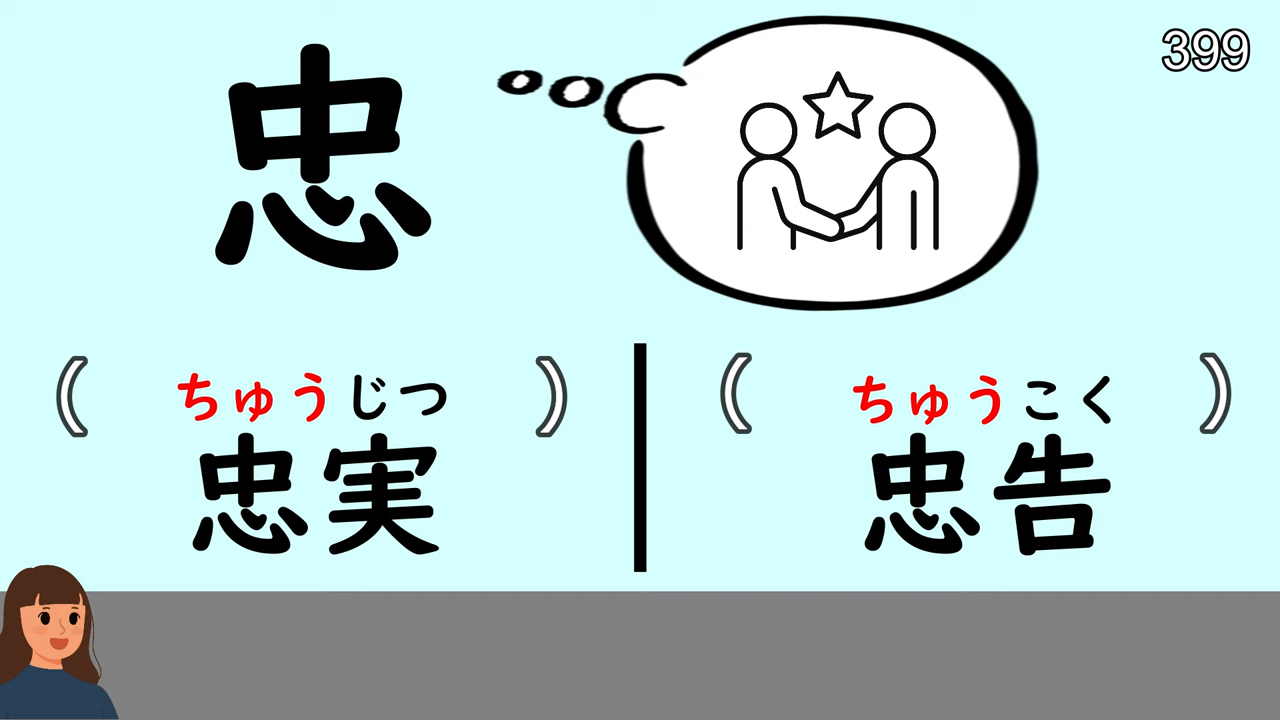 399
忠
( ちゅうじつ )
忠実
( ちゅうこく )
忠告